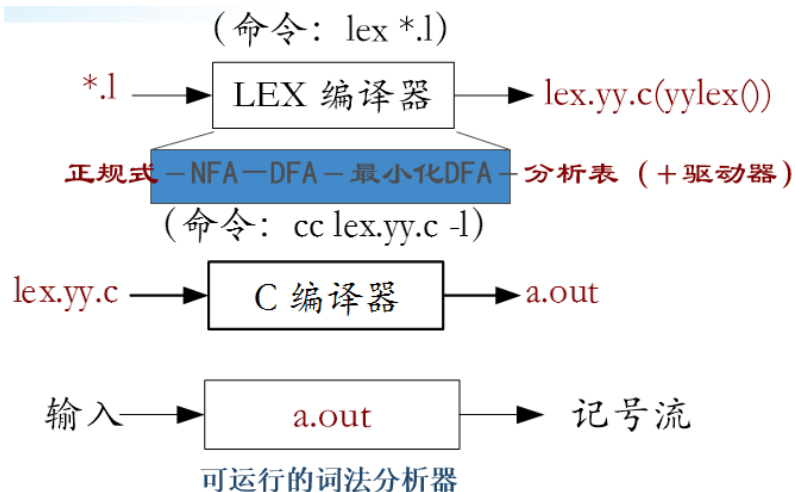 (命令: lex *.l)
*.l LEX 编译器 lex.yy.c(yylex())
正规式－NFA－DFA－最小化DFA－分析表 (＋驱动器)
(命令: cc lex.yy.c -l)
lex.yy.c C 编译器 a.out
输入 a.out 记号流
可运行的词法分析器